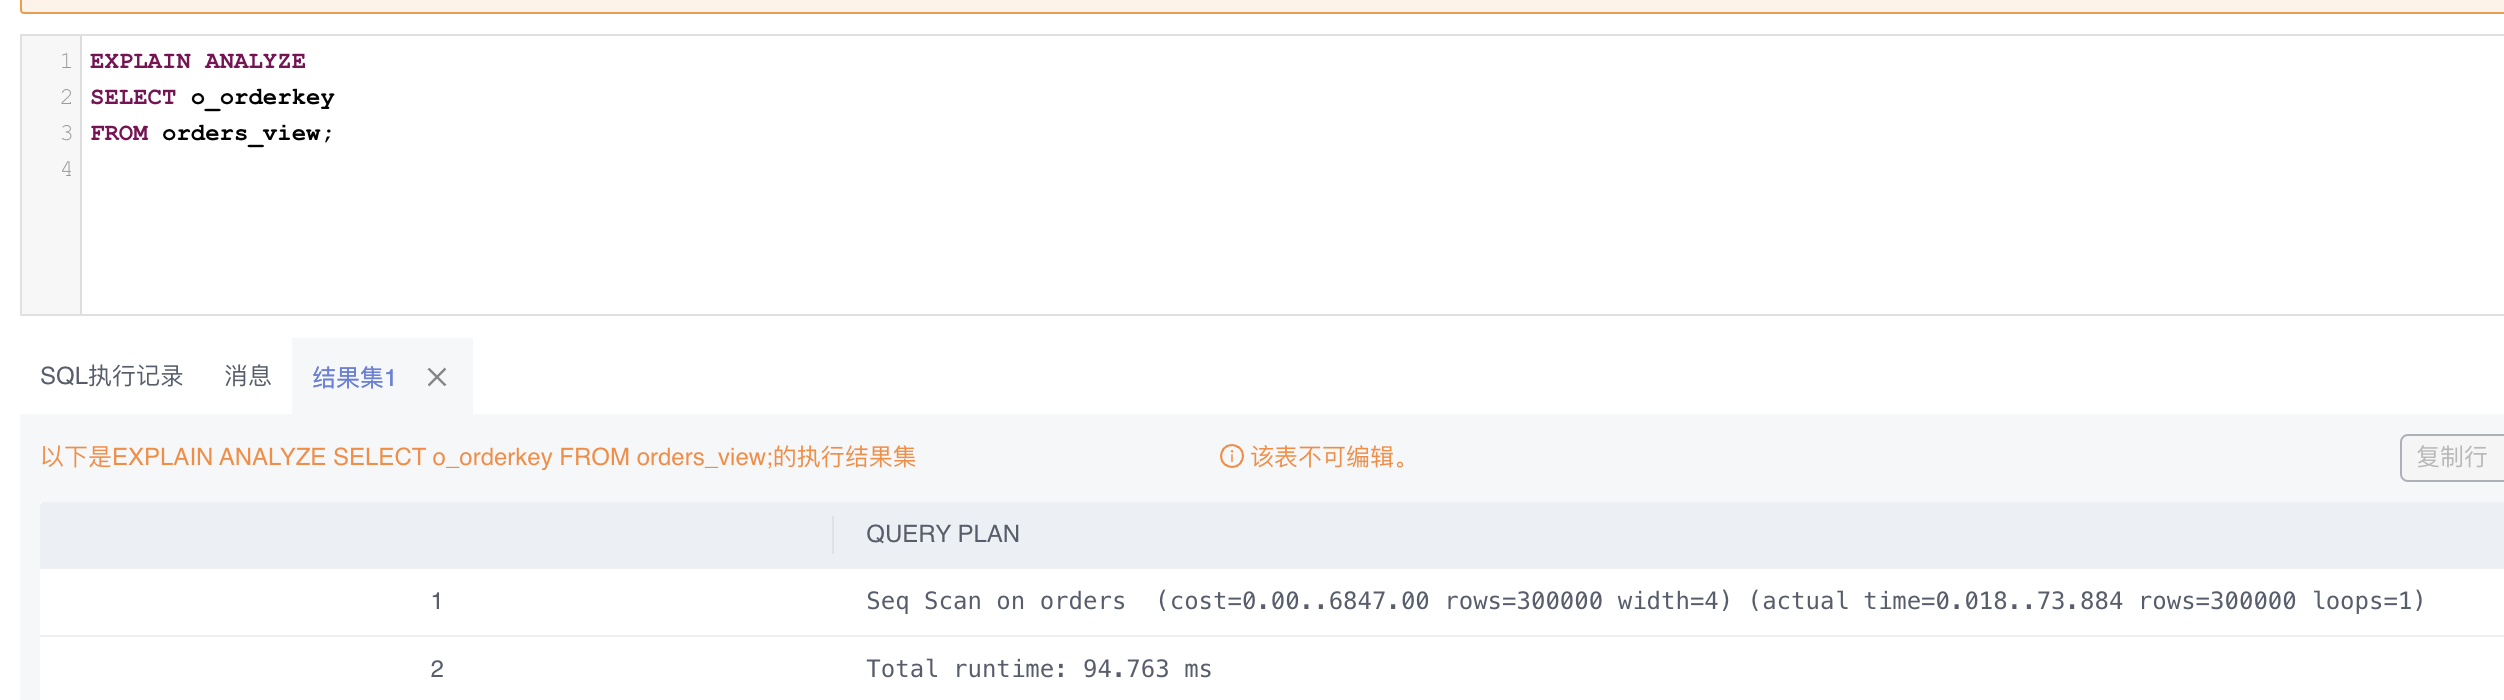 1 EXPLAIN ANALYZE
2 SELECT o_orderkey
3 FROM orders_view;
4
SQL执行记录 消息 结果集1
以下是EXPLAIN ANALYZE SELECT o_orderkey FROM orders_view;的执行结果集 该表不可编辑。 复制行
QUERY PLAN
1 Seq Scan on orders  (cost=0.00..6847.00 rows=300000 width=4) (actual time=0.018..73.884 rows=300000 loops=1)
2 Total runtime: 94.763 ms